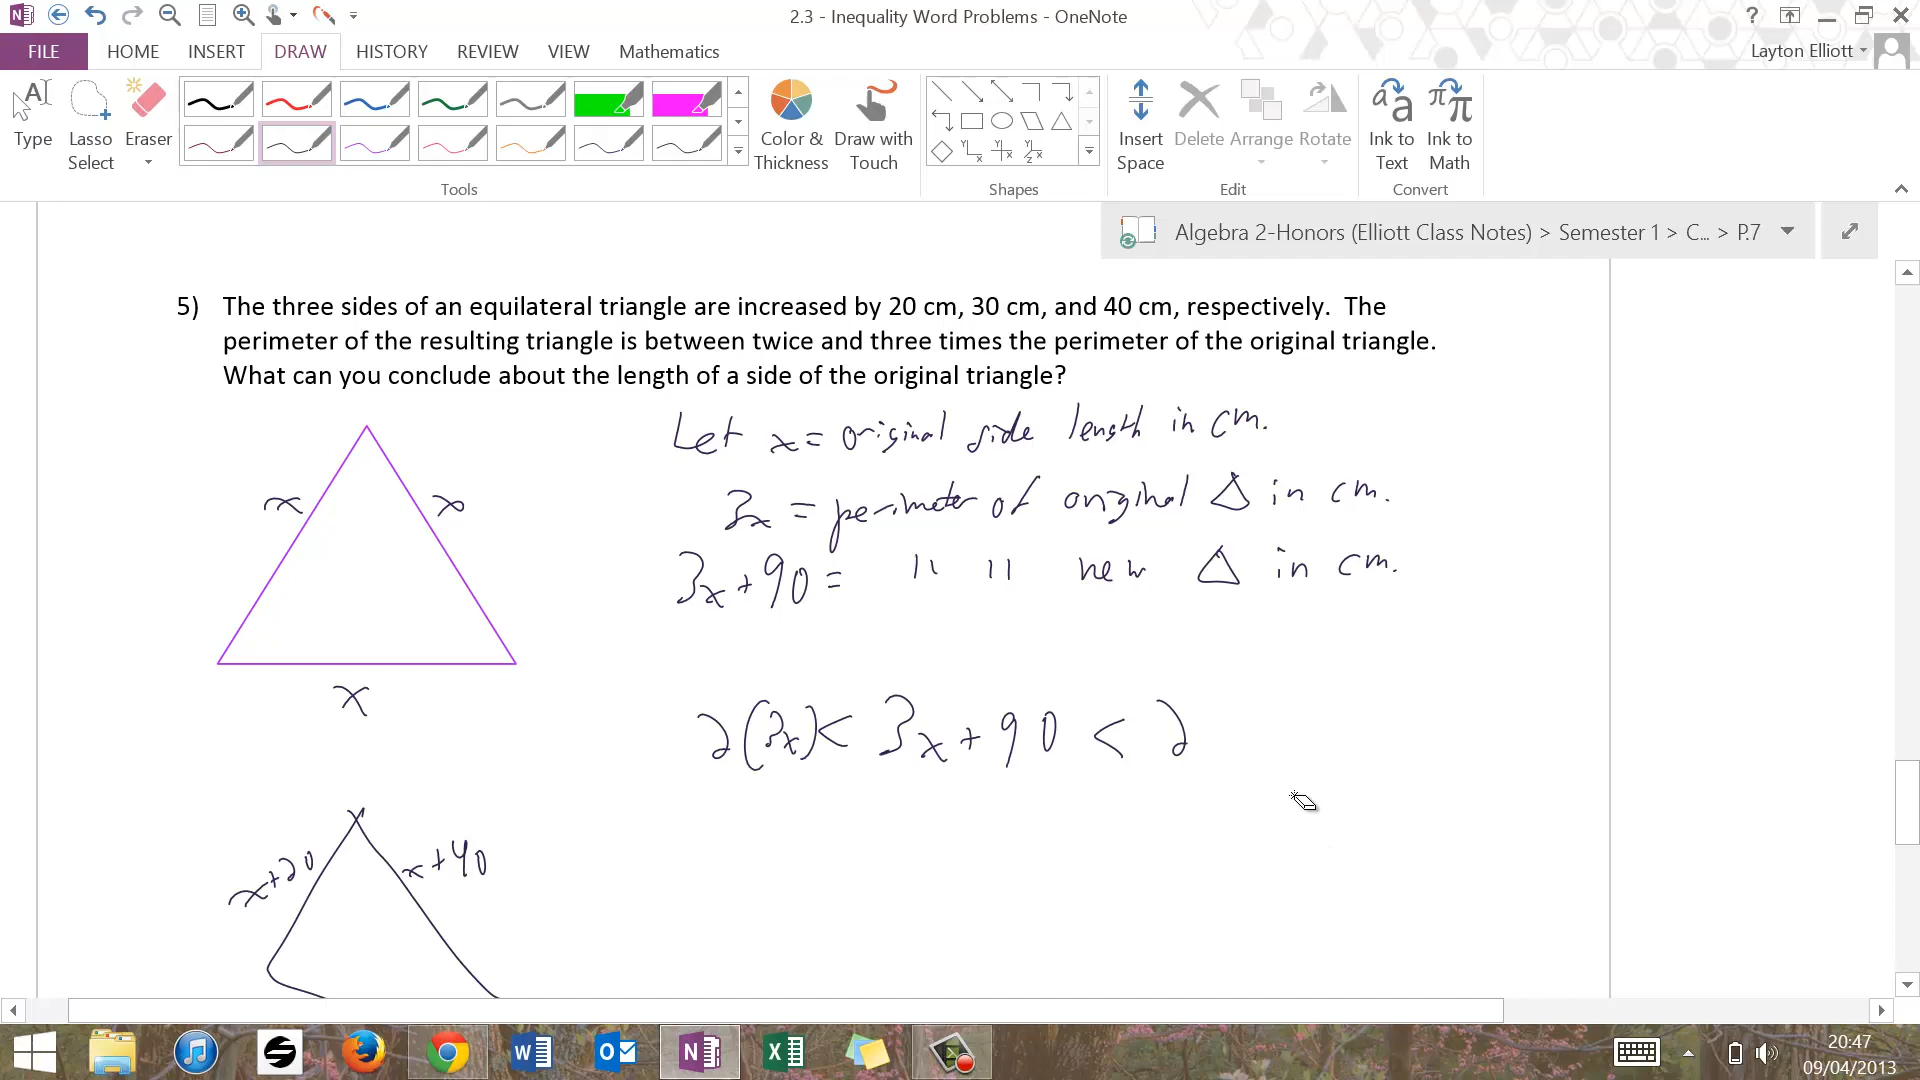 2.3 - Inequality Word Problems - OneNote
?
FILE HOME INSERT DRAW HISTORY REVIEW VIEW Mathematics
Layton Elliott
Type
Lasso Select
Eraser
Color & Thickness
Draw with Touch
Insert Space
Delete
Arrange
Rotate
Ink to Text
Ink to Math
Tools
Shapes
Edit
Convert
Algebra 2-Honors (Elliott Class Notes) > Semester 1 > C... > P.7
5) The three sides of an equilateral triangle are increased by 20 cm, 30 cm, and 40 cm, respectively. The
perimeter of the resulting triangle is between twice and three times the perimeter of the original triangle.
What can you conclude about the length of a side of the original triangle?
Let x = original side length in cm.
3x = perimeter of original △ in cm.
3x + 90 = " " new △ in cm.
x
x
x
2(3x) < 3x + 90 < 2
x+20
x+40
20:47
09/04/2013